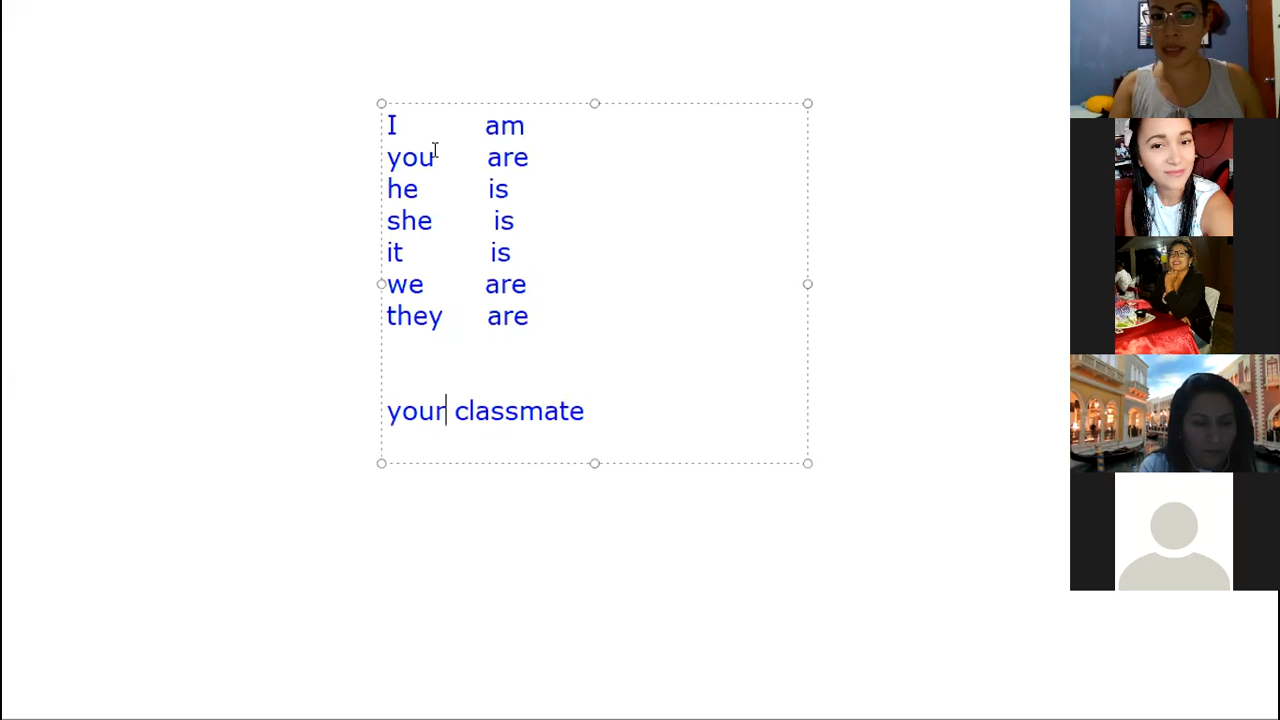 I am
you are
he is
she is
it is
we are
they are
your classmate